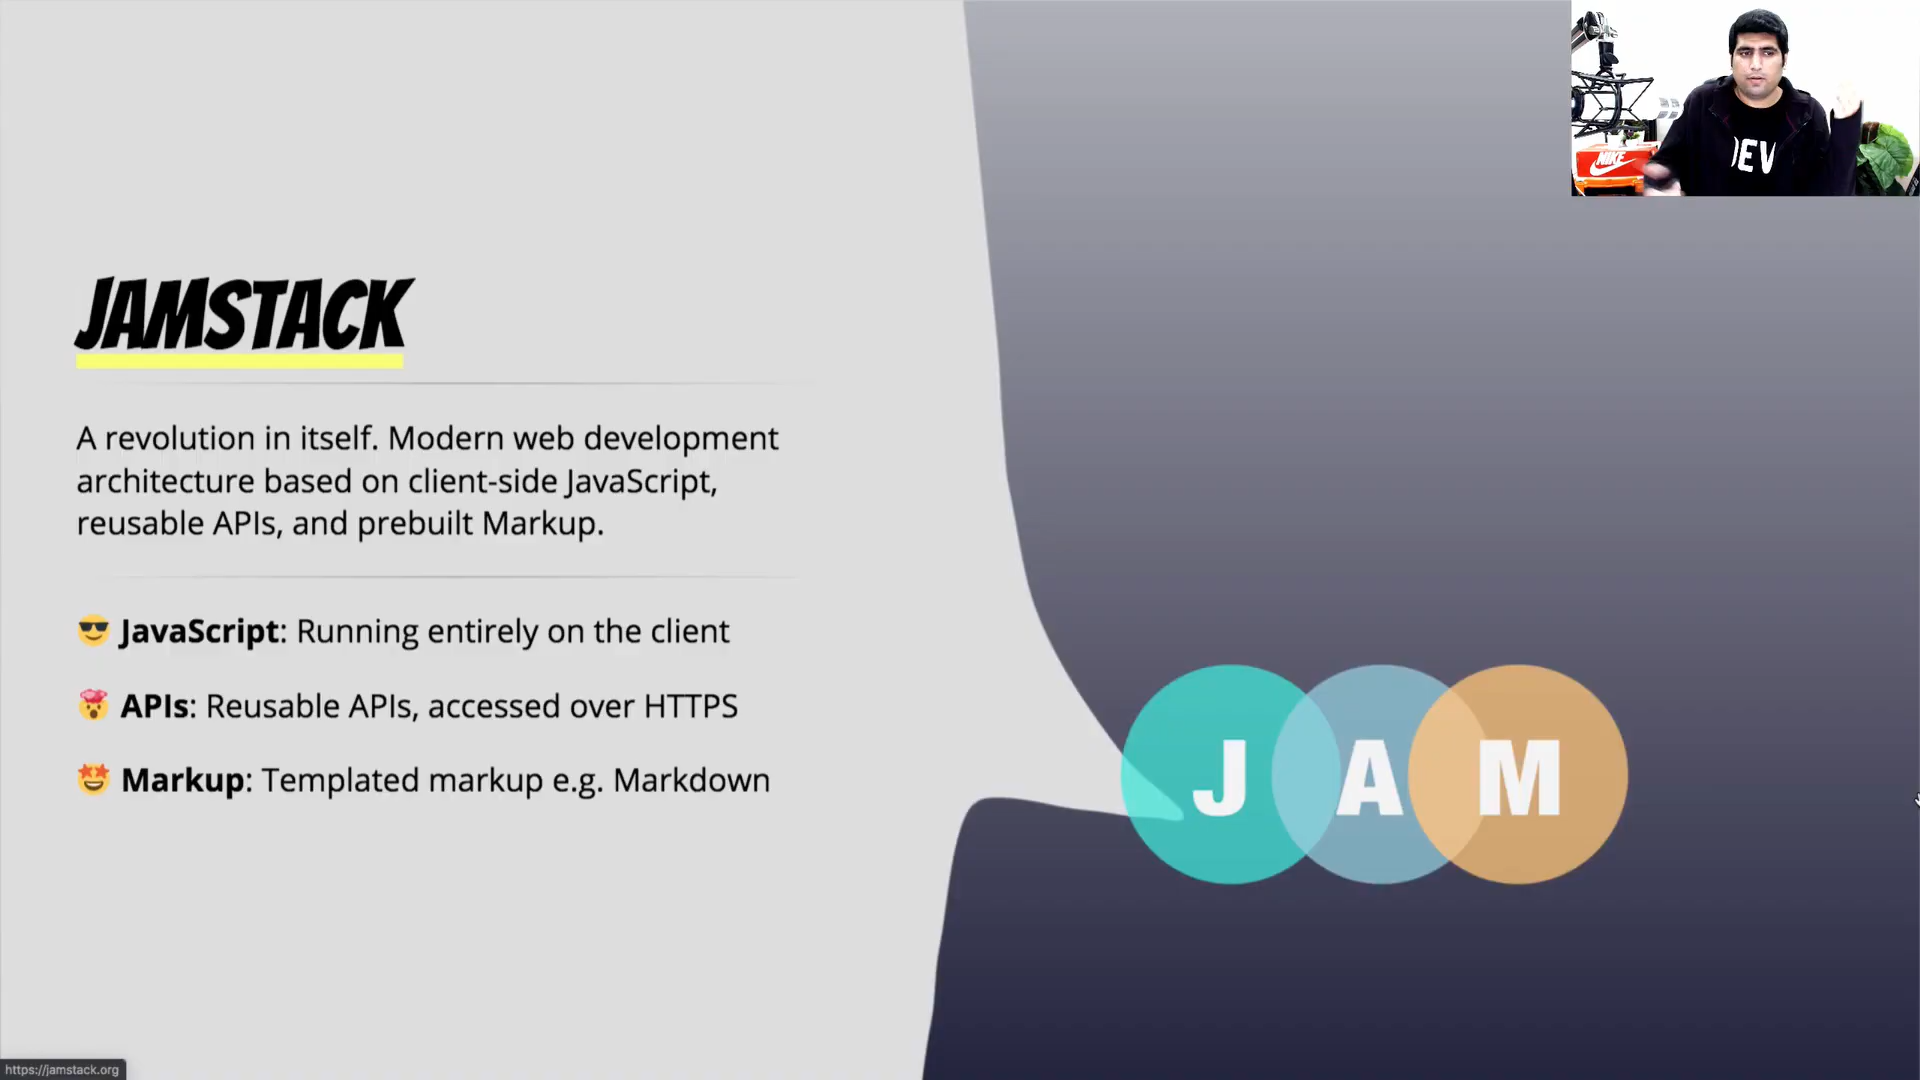 JAMSTACK
A revolution in itself. Modern web development
architecture based on client-side JavaScript,
reusable APIs, and prebuilt Markup.
JavaScript: Running entirely on the client
APIs: Reusable APIs, accessed over HTTPS
Markup: Templated markup e.g. Markdown
J A M
NIKE
DEV
https://jamstack.org